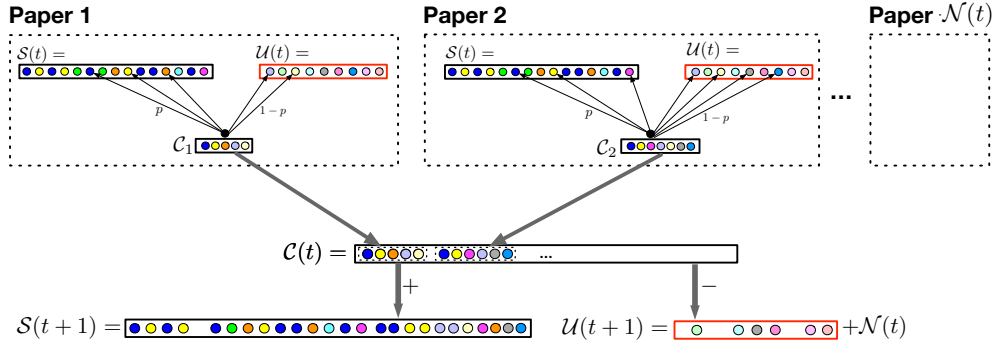 Paper 1
Paper 2
Paper 𝒩(t)
𝒮(t) =
𝒰(t) =
𝒮(t) =
𝒰(t) =
...
p
1 − p
p
1 − p
𝒞₁
𝒞₂
𝒞(t) =
...
+
−
𝒮(t + 1) =
𝒰(t + 1) =
+𝒩(t)